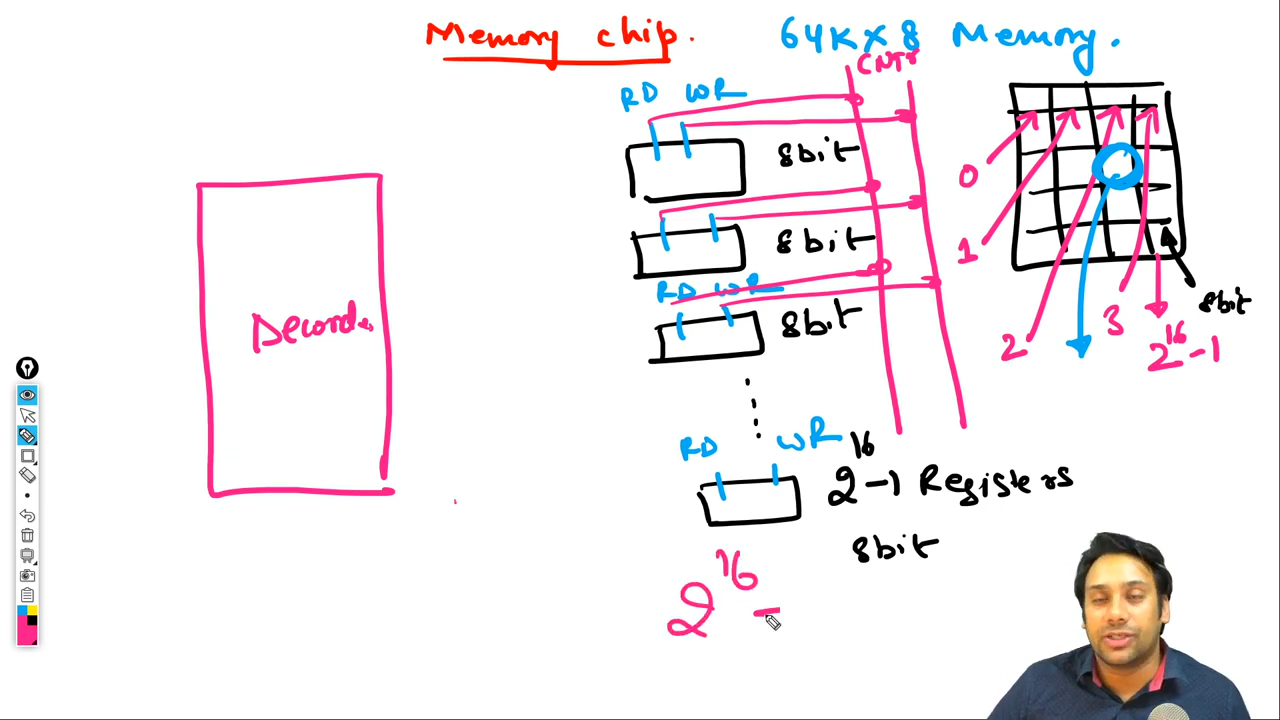 Memory chip.
64K X 8 Memory.
CNTr
RD WR
8bit
8bit
RD WR
8bit
RD WR
2^16-1 Registers
8bit
2^16-
Decorder
0
1
2
3
2^16-1
8bit